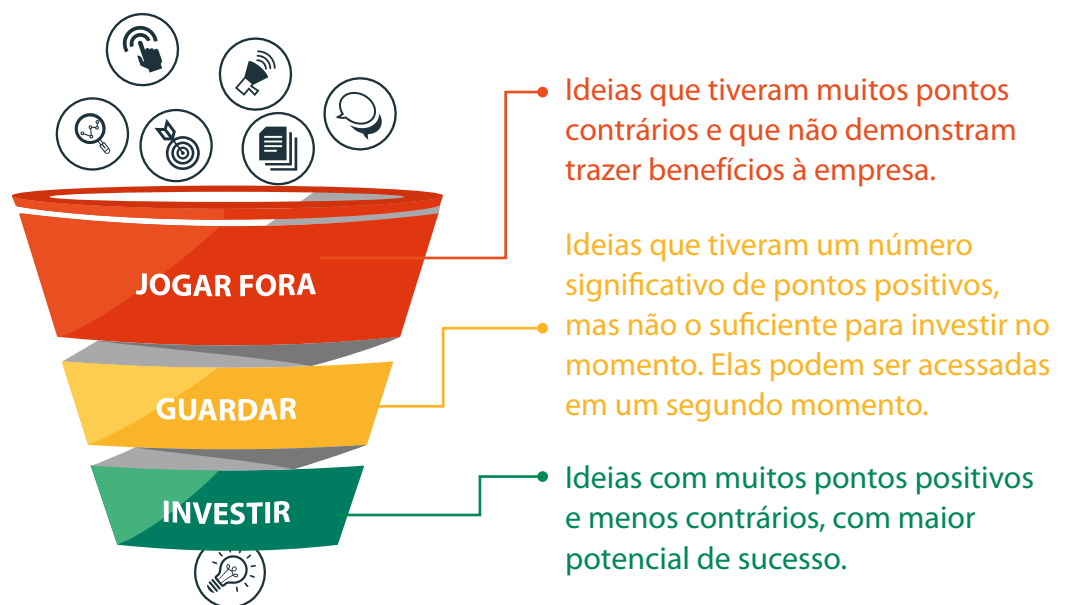 JOGAR FORA
Ideias que tiveram muitos pontos
contrários e que não demonstram
trazer benefícios à empresa.
GUARDAR
Ideias que tiveram um número
significativo de pontos positivos,
mas não o suficiente para investir no
momento. Elas podem ser acessadas
em um segundo momento.
INVESTIR
Ideias com muitos pontos positivos
e menos contrários, com maior
potencial de sucesso.